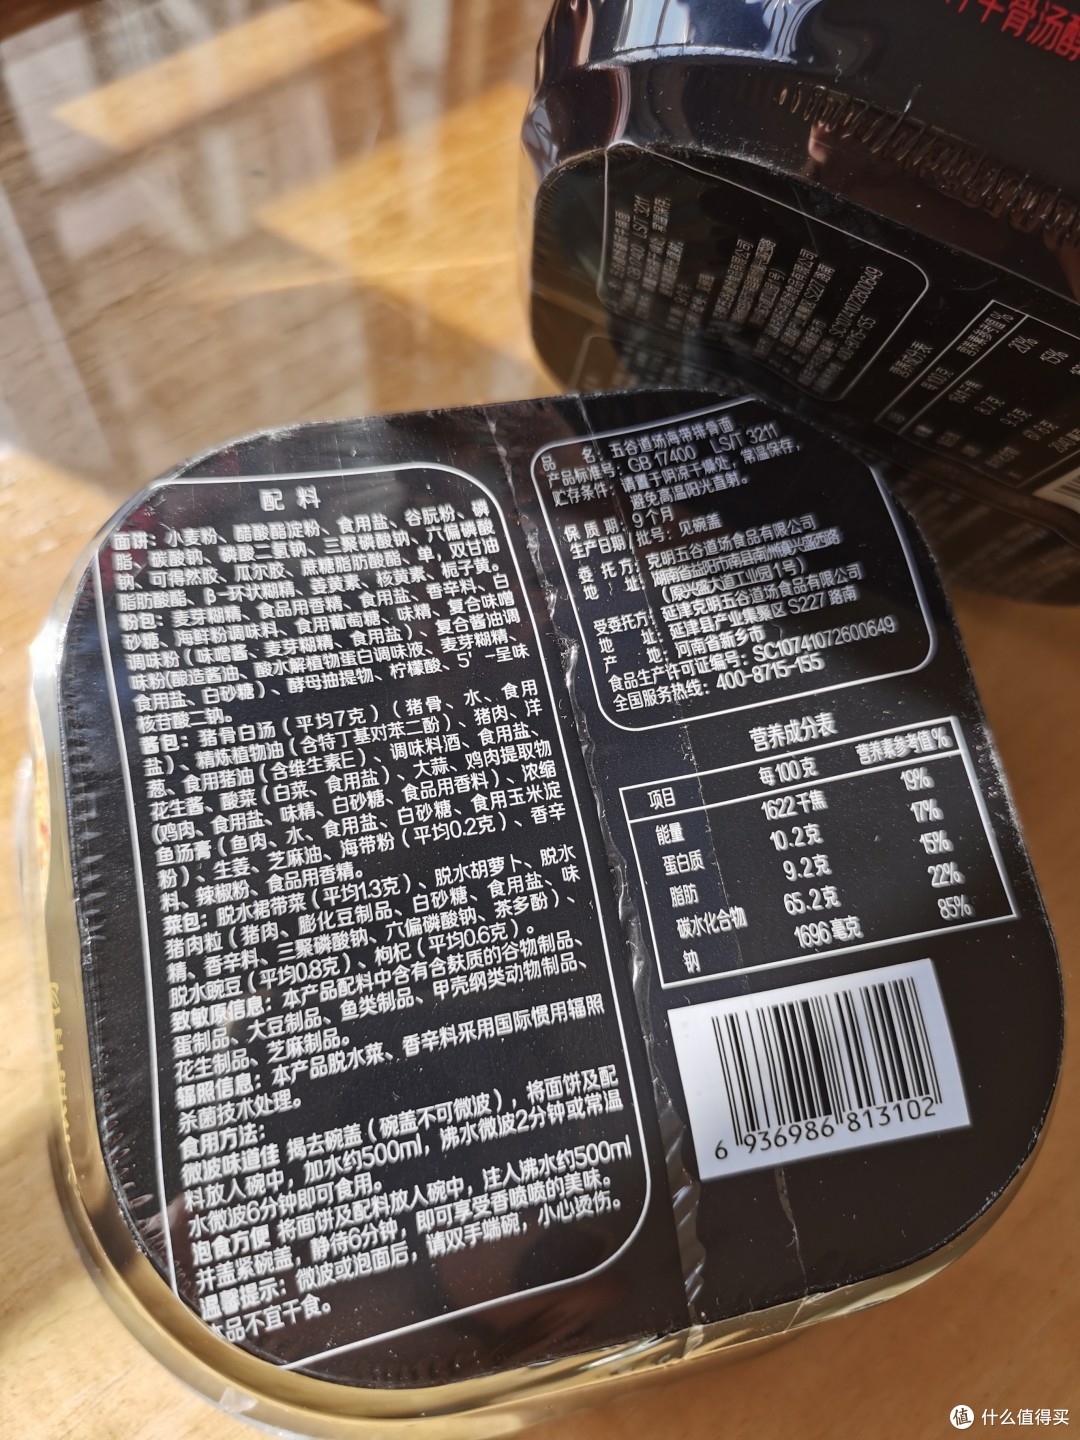 牛骨汤
配料
面饼：小麦粉、醋酸酯淀粉、食用盐、谷朊粉、磷
脂、碳酸钠、磷酸二氢钠、三聚磷酸钠、六偏磷酸
钠、可得然胶、瓜尔胶、蔗糖脂肪酸酯、单，双甘油
脂肪酸酯、β-环状糊精、姜黄素、核黄素、栀子黄。
粉包：麦芽糊精、食品用香精、食用盐、香辛料、白
砂糖、海鲜粉调味料、食用葡萄糖、味精、复合味噌
调味粉（味噌酱、麦芽糊精、食用盐）、复合酱油调
味粉(酿造酱油、酸水解植物蛋白调味液、麦芽糊精、
食用盐、白砂糖）、酵母抽提物、柠檬酸、5’-呈味
核苷酸二钠。
酱包：猪骨白汤（平均7克）（猪骨、水、食用
盐）、精炼植物油（含特丁基对苯二酚）、猪肉、洋
葱、食用猪油（含维生素E）、调味料酒、食用盐、
花生酱、酸菜（白菜、食用盐）、大蒜、鸡肉提取物
（鸡肉、食用盐、味精、白砂糖、食品用香料）、浓缩
鱼汤膏（鱼肉、水、食用盐、白砂糖、食用玉米淀
粉）、生姜、芝麻油、海带粉（平均0.2克）、香辛
料、辣椒粉、食品用香精。
菜包：脱水裙带菜（平均1.3克）、脱水胡萝卜、脱水
猪肉粒（猪肉、膨化豆制品、白砂糖、食用盐、味
精、香辛料、三聚磷酸钠、六偏磷酸钠、茶多酚）、
脱水豌豆（平均0.8克）、枸杞（平均0.6克）。
致敏原信息：本产品配料中含有含麸质的谷物制品、
蛋制品、大豆制品、鱼类制品、甲壳纲类动物制品、
花生制品、芝麻制品。
辐照信息：本产品脱水菜、香辛料采用国际惯用辐照
杀菌技术处理。
食用方法：
微波味道佳 揭去碗盖（碗盖不可微波），将面饼及配
料放入碗中，加水约500ml，沸水微波2分钟或常温
水微波6分钟即可食用。
泡食方便 将面饼及配料放入碗中，注入沸水约500ml
并盖紧碗盖，静待6分钟，即可享受香喷喷的美味。
温馨提示：微波或泡面后，请双手端碗，小心烫伤。
本品不宜干食。
品 名：五谷道场海带排骨面
产品标准号：GB 17400 LS/T 3211
贮存条件：请置于阴凉干燥处，常温保存，
避免高温阳光直射。
保 质 期：9个月
生产日期/批号：见碗盖
委 托 方：克明五谷道场食品有限公司
地 址：湖南省益阳市南县南州镇兴盛西路
（原兴盛大道工业园1号）
受委托方：延津克明五谷道场食品有限公司
地 址：延津县产业集聚区 S227 路南
产 地：河南省新乡市
食品生产许可证编号：SC10741072600649
全国服务热线：400-8715-155
营养成分表
项目 每100克 营养素参考值%
能量 1622千焦 19%
蛋白质 10.2克 17%
脂肪 9.2克 15%
碳水化合物 65.2克 22%
钠 1696毫克 85%
6 936986 813102
值 什么值得买